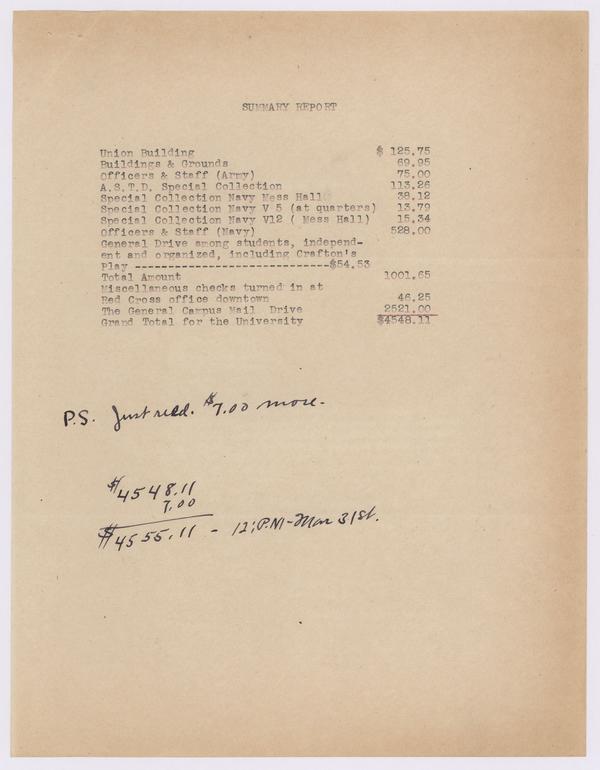 SUMMARY REPORT
Union Building $ 125.75
Buildings & Grounds 69.95
Officers & Staff (Army) 75.00
A.S.T.D. Special Collection 113.26
Special Collection Navy Mess Hall 38.12
Special Collection Navy V 5 (at quarters) 13.79
Special Collection Navy V12 ( Mess Hall) 15.34
Officers & Staff (Navy) 528.00
General Drive among students, independ-
ent and organized, including Crafton's
Play ------------------------------$54.53
Total Amount 1001.65
Miscellaneous checks turned in at
Red Cross office downtown 46.25
The General Campus Mail Drive 2521.00
Grand Total for the University $4548.11
P.S. Just recd. $7.00 more.
$4548.11
7.00
$4555.11 - 12; P.M - Mar 31st.